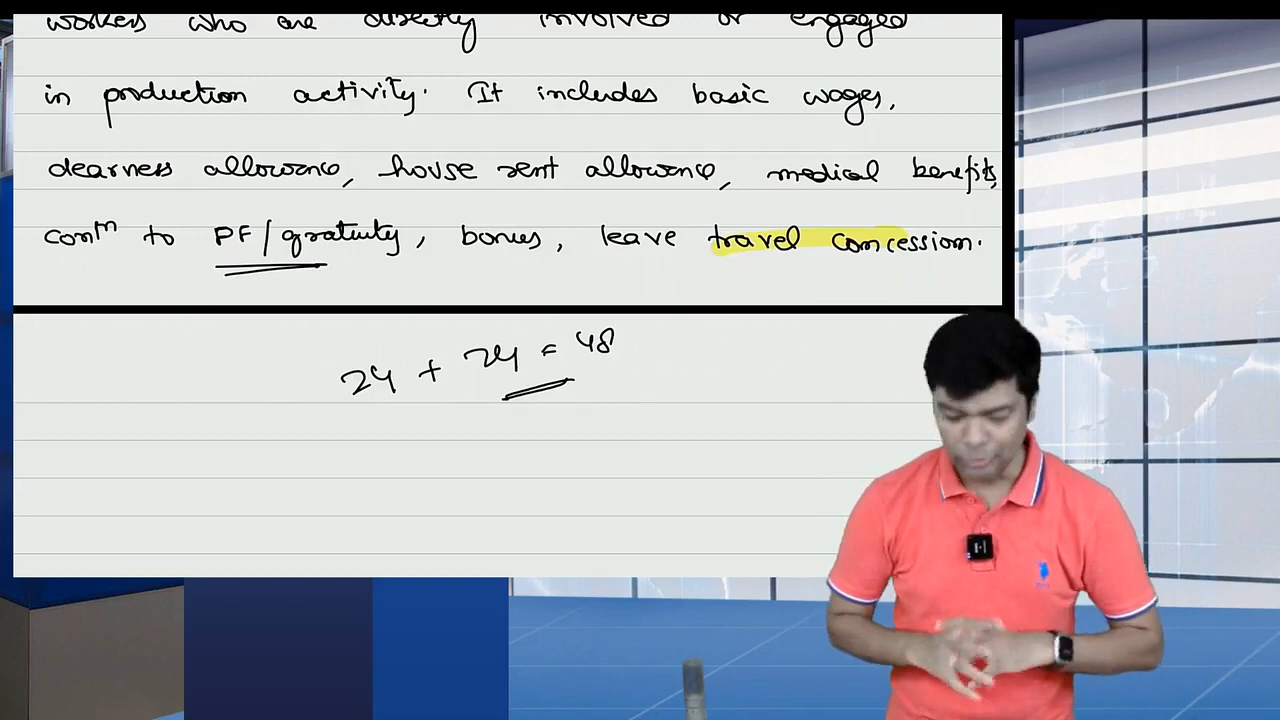 workers who are directly involved or engaged
in production activity. It includes basic wages,
dearness allowance, house rent allowance, medical benefits,
contn to PF/gratuity, bonus, leave travel concession.
24 + 24 = 48